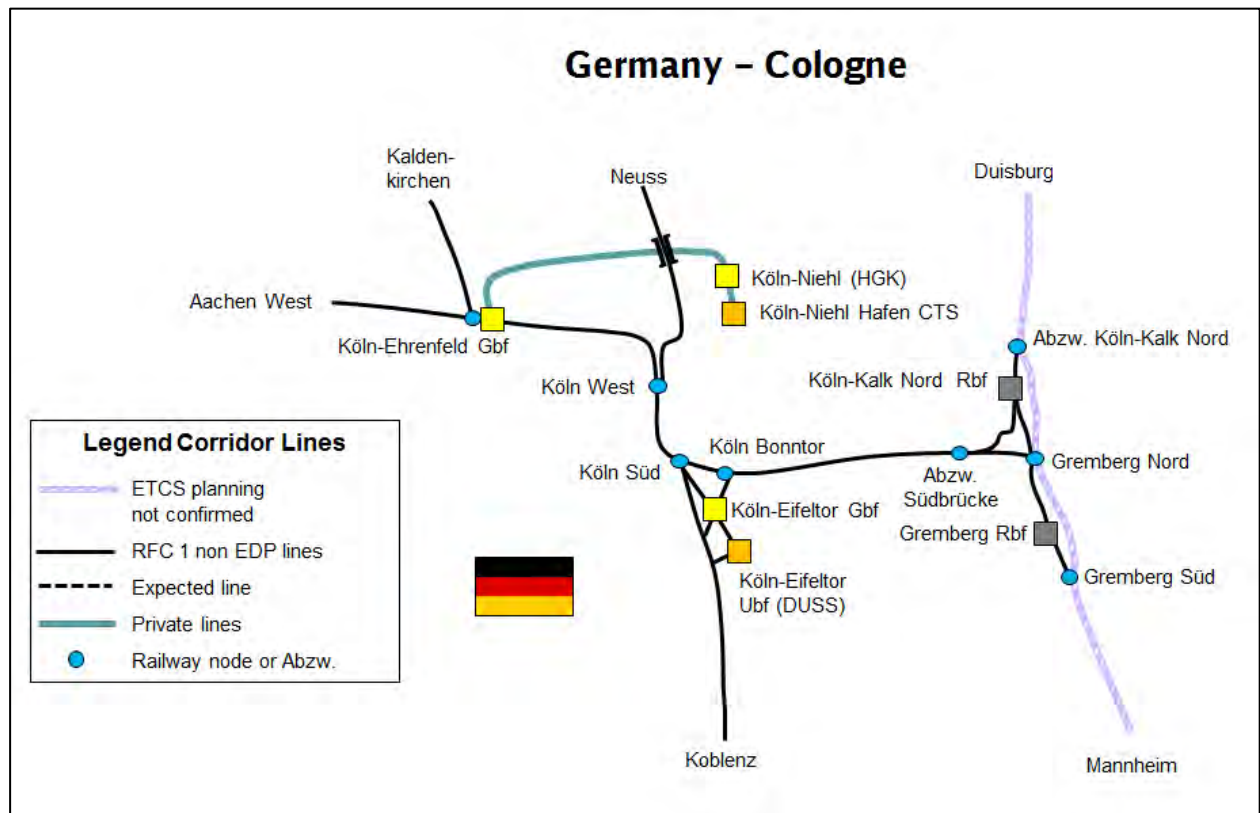 Germany – Cologne
Kalden-
kirchen
Neuss
Duisburg
Aachen West
Köln-Niehl (HGK)
Köln-Niehl Hafen CTS
Köln-Ehrenfeld Gbf
Abzw. Köln-Kalk Nord
Köln West
Köln-Kalk Nord Rbf
Legend Corridor Lines
ETCS planning
not confirmed
RFC 1 non EDP lines
Expected line
Private lines
Railway node or Abzw.
Köln Süd
Köln Bonntor
Abzw.
Südbrücke
Gremberg Nord
Köln-Eifeltor Gbf
Gremberg Rbf
Köln-Eifeltor
Ubf (DUSS)
Gremberg Süd
Koblenz
Mannheim